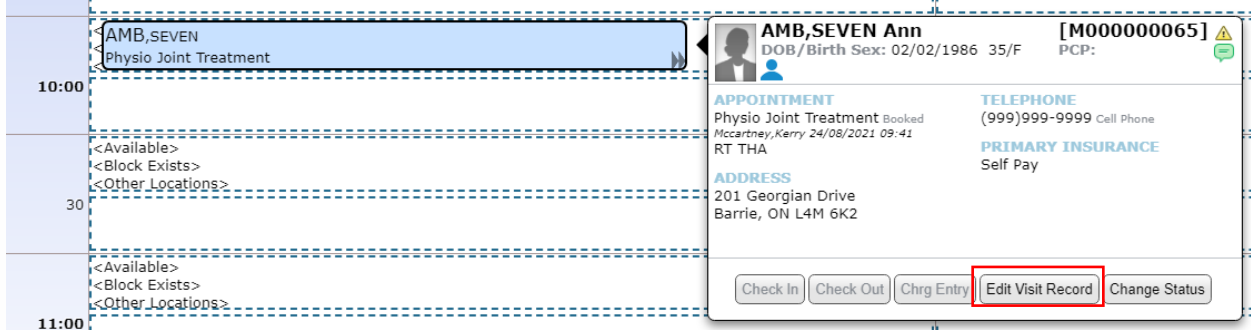 AMB,SEVEN
Physio Joint Treatment
10:00
<Available>
<Block Exists>
<Other Locations>
30
<Available>
<Block Exists>
<Other Locations>
11:00
AMB,SEVEN Ann [M000000065]
DOB/Birth Sex: 02/02/1986 35/F PCP:
APPOINTMENT
Physio Joint Treatment Booked
Mccartney,Kerry 24/08/2021 09:41
RT THA
ADDRESS
201 Georgian Drive
Barrie, ON L4M 6K2
TELEPHONE
(999)999-9999 Cell Phone
PRIMARY INSURANCE
Self Pay
Check In Check Out Chrg Entry Edit Visit Record Change Status